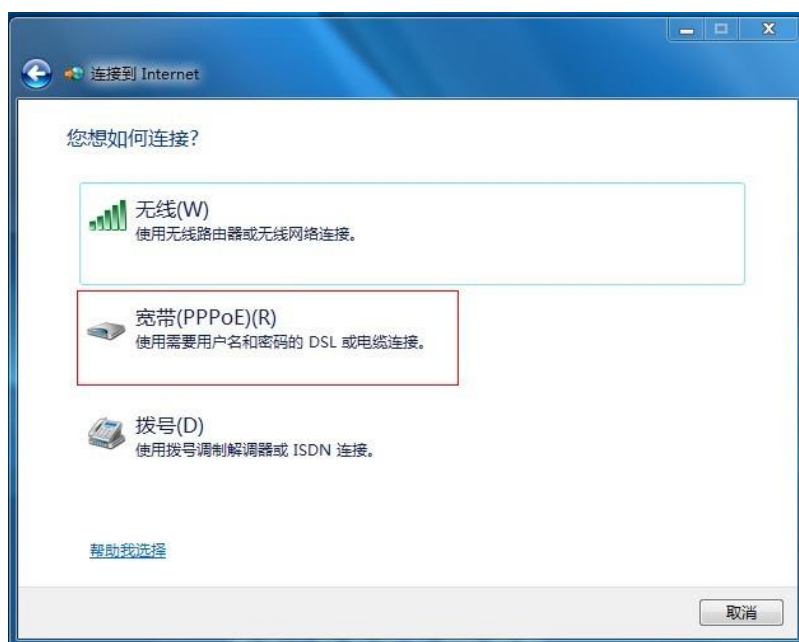 连接到 Internet
您想如何连接?
无线(W)
使用无线路由器或无线网络连接。
宽带(PPPoE)(R)
使用需要用户名和密码的 DSL 或电缆连接。
拨号(D)
使用拨号调制解调器或 ISDN 连接。
帮助我选择
取消